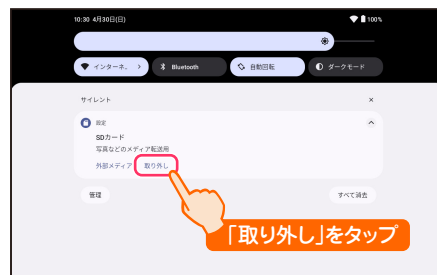 10:30 4月30日(日) 100%
インターネ、 Bluetooth 自動回転 ダークモード
サイレント ×
設定
SDカード
写真などのメディア転送用
外部メディア 取り外し
管理 すべて消去
「取り外し」をタップ